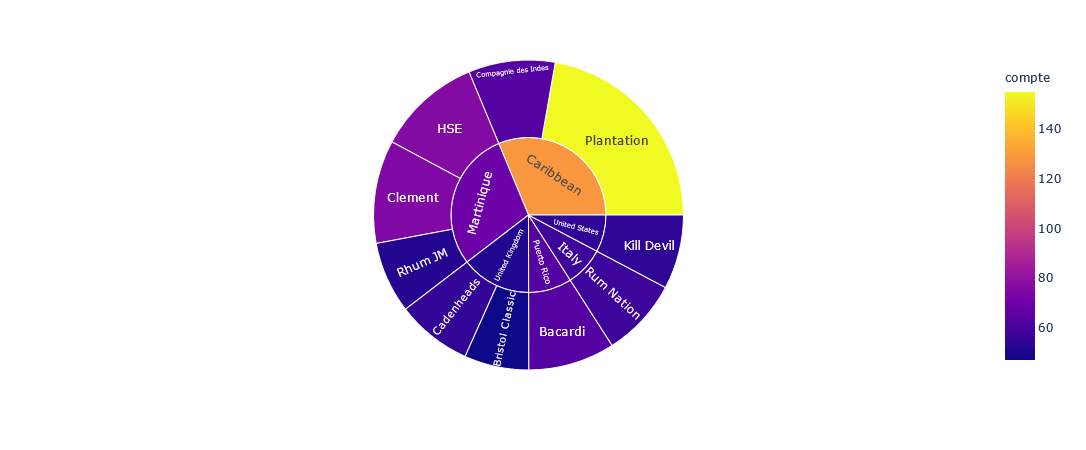 compte
140
120
100
80
60
Compagnie des Indes
Plantation
HSE
Caribbean
Clement
Martinique
Rhum JM
United States
Kill Devil
Italy
Rum Nation
Puerto Rico
Bacardi
United Kingdom
Cadenheads
Bristol Classic